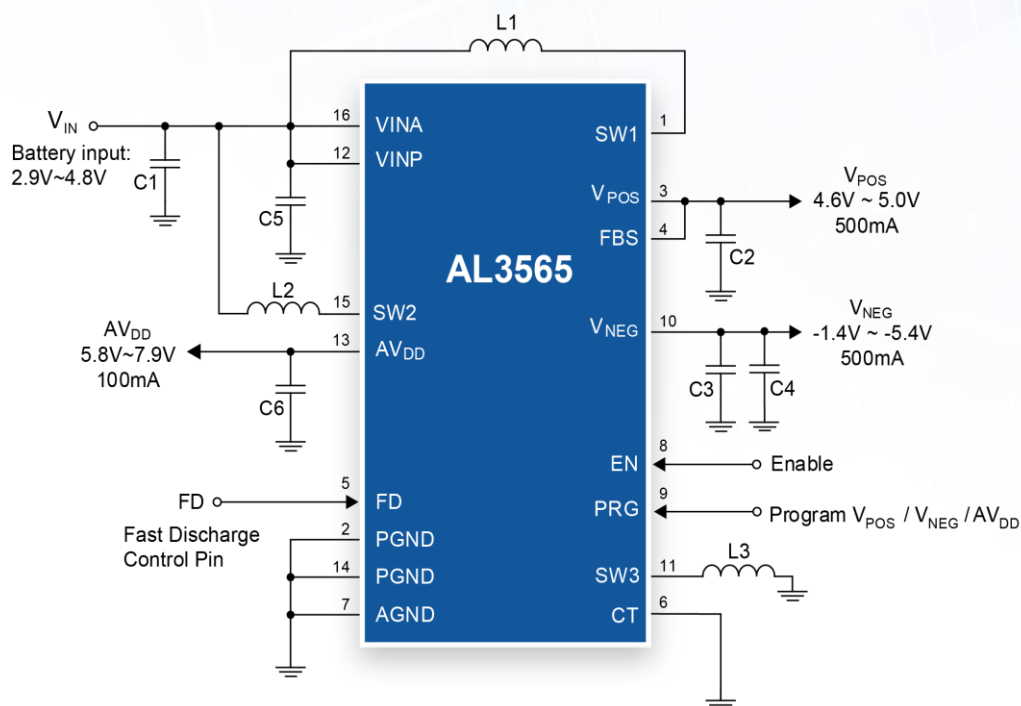 L1
V_IN
Battery input:
2.9V~4.8V
C1
16
VINA
12
VINP
C5
SW1
1
V_POS
3
FBS
4
V_POS
4.6V ~ 5.0V
500mA
C2
AL3565
L2
15
SW2
13
AV_DD
AV_DD
5.8V~7.9V
100mA
C6
V_NEG
10
V_NEG
-1.4V ~ -5.4V
500mA
C3
C4
EN
8
Enable
PRG
9
Program V_POS / V_NEG / AV_DD
FD
5
FD
Fast Discharge
Control Pin
2
PGND
14
PGND
7
AGND
SW3
11
L3
CT
6